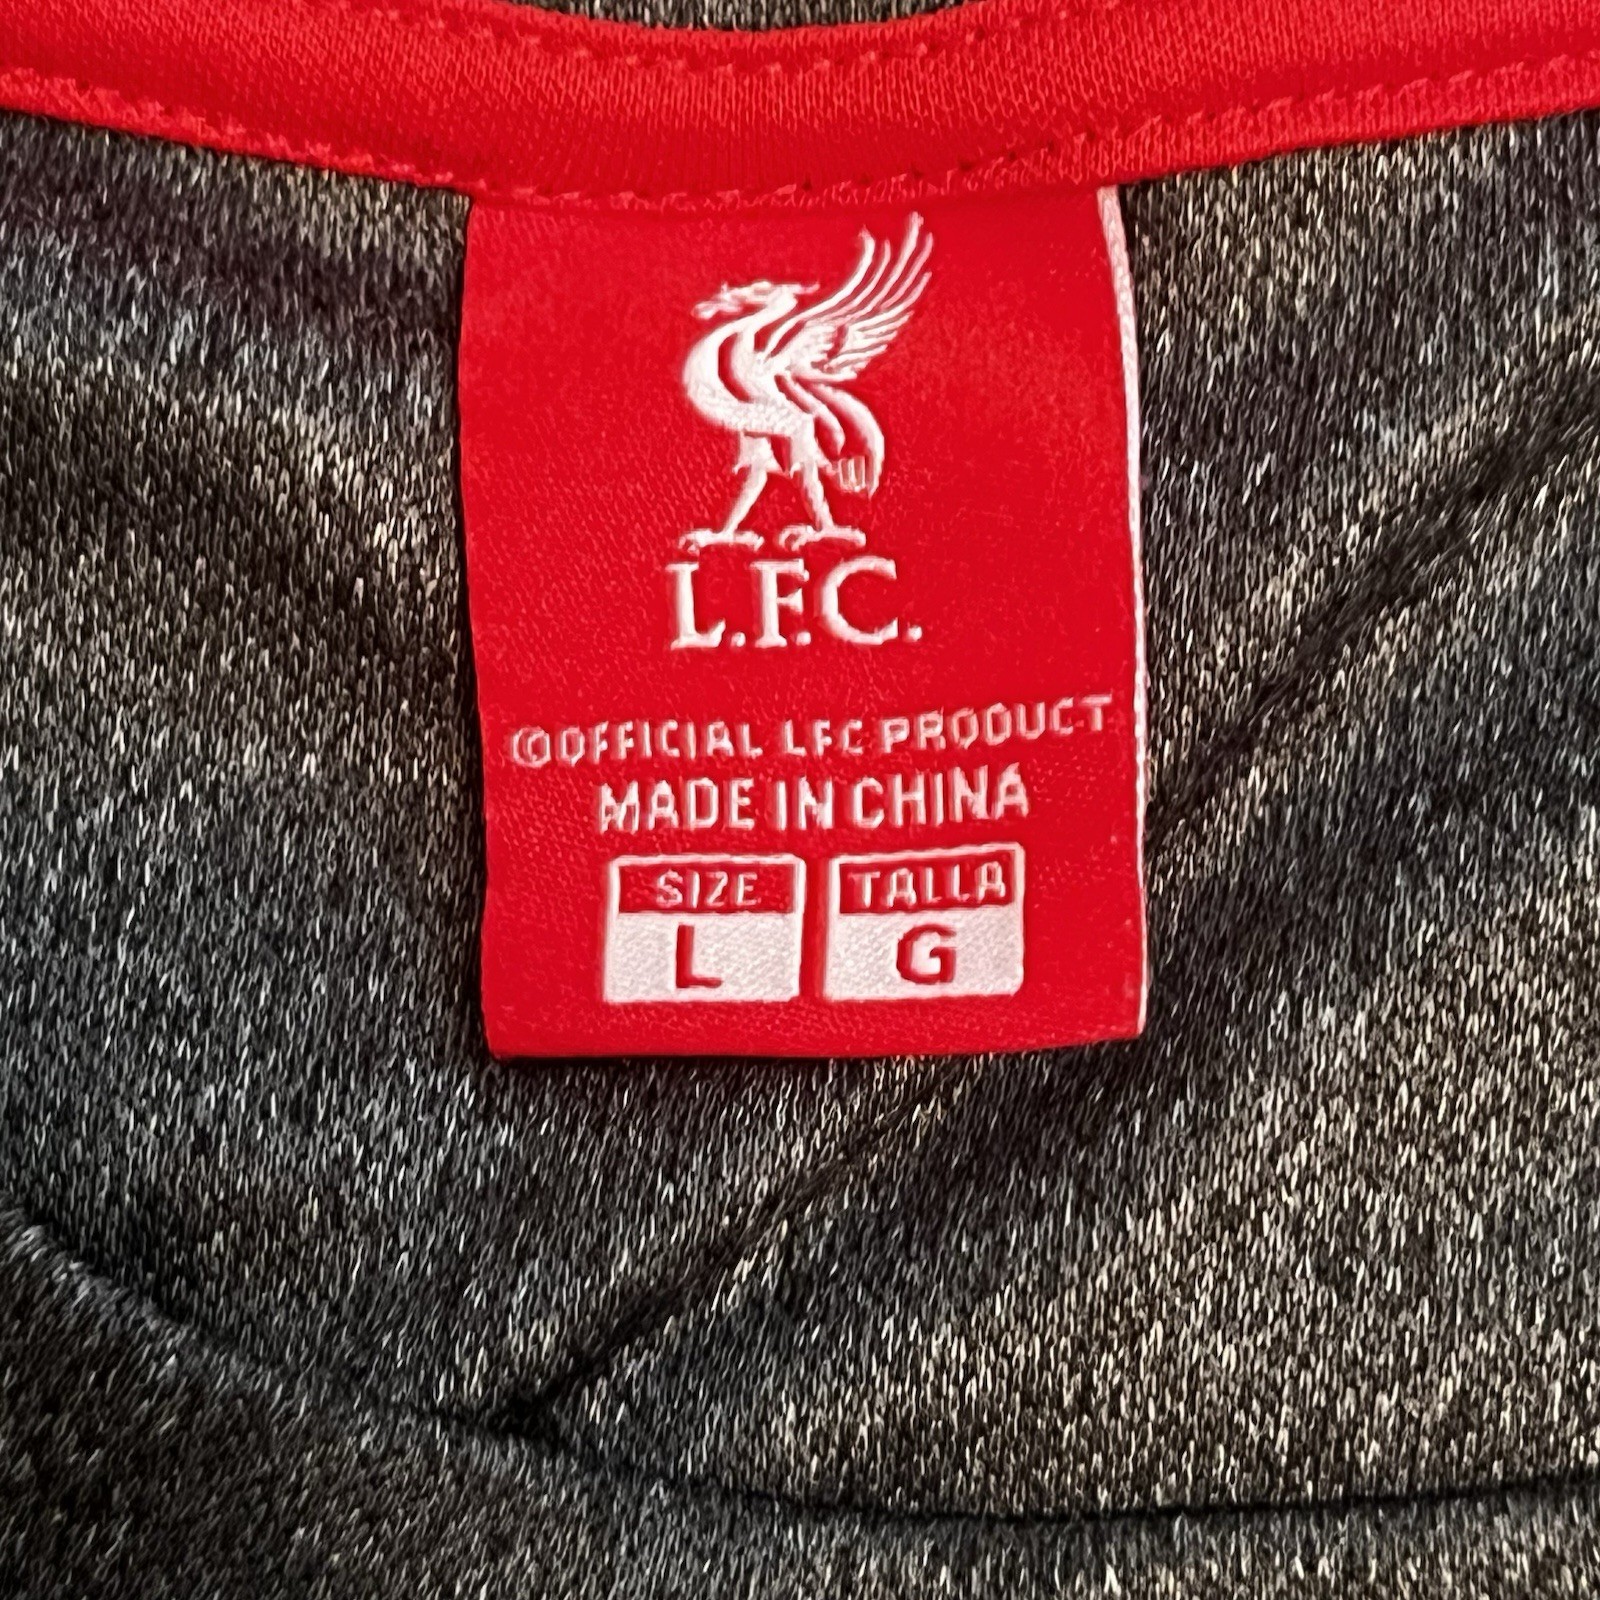 L.F.C.
©OFFICIAL LFC PRODUCT
MADE IN CHINA
SIZE TALLA
L G